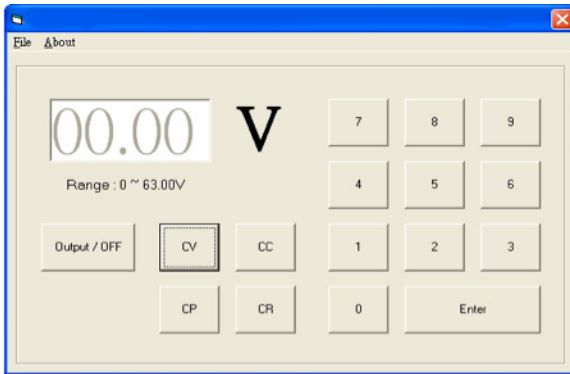 File About
00.00 V
Range : 0 ~ 63.00V
7 8 9
4 5 6
Output / OFF CV CC 1 2 3
CP CR 0 Enter